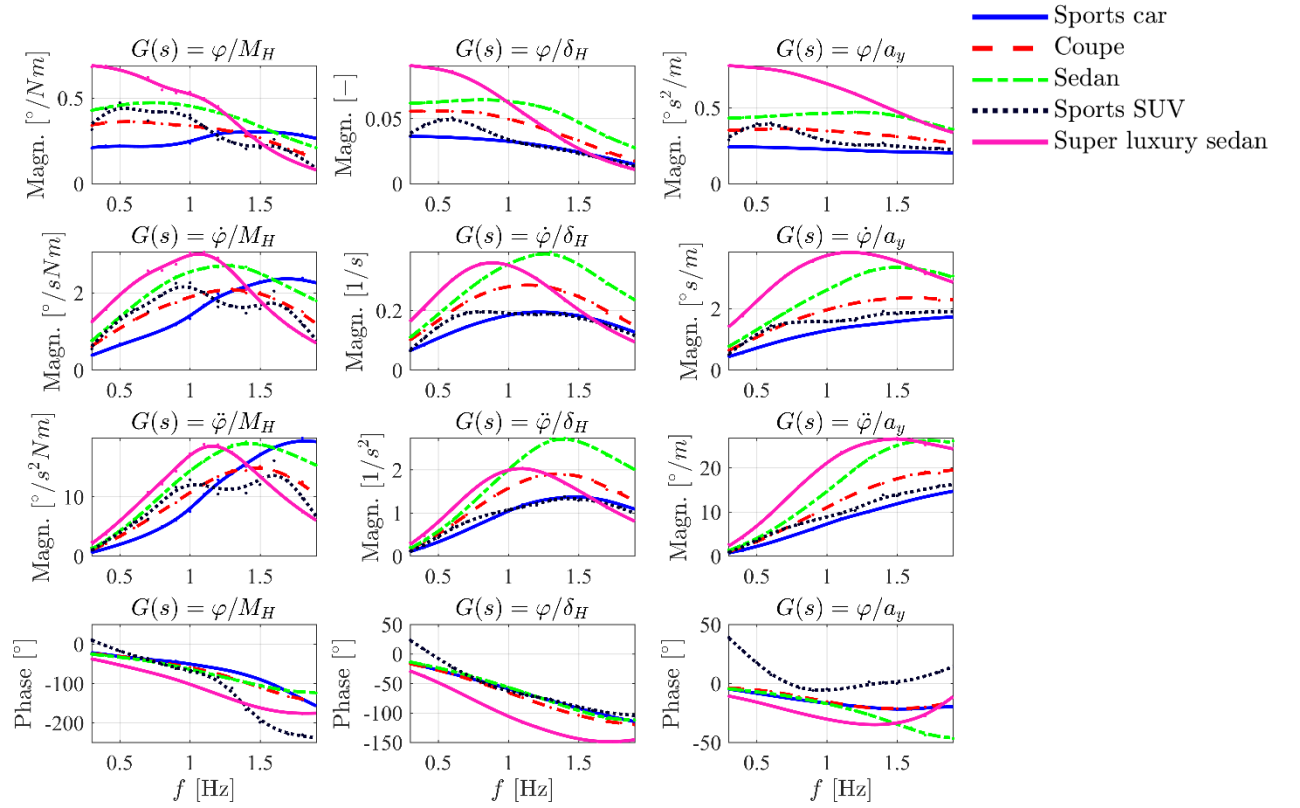 Sports car
Coupe
Sedan
Sports SUV
Super luxury sedan
G(s) = φ/M_H
G(s) = φ/δ_H
G(s) = φ/a_y
Magn. [°/Nm]
0.5
0
0.5
1
1.5
Magn. [−]
0.05
0
0.5
1
1.5
Magn. [°s²/m]
0.5
0
0.5
1
1.5
G(s) = φ̇/M_H
G(s) = φ̇/δ_H
G(s) = φ̇/a_y
Magn. [°/sNm]
2
0
0.5
1
1.5
Magn. [1/s]
0.2
0
0.5
1
1.5
Magn. [°s/m]
2
0
0.5
1
1.5
G(s) = φ̈/M_H
G(s) = φ̈/δ_H
G(s) = φ̈/a_y
Magn. [°/s²Nm]
10
0
0.5
1
1.5
Magn. [1/s²]
2
1
0
0.5
1
1.5
Magn. [°/m]
20
10
0
0.5
1
1.5
G(s) = φ/M_H
G(s) = φ/δ_H
G(s) = φ/a_y
Phase [°]
0
-100
-200
0.5
1
1.5
f [Hz]
Phase [°]
50
0
-50
-100
-150
0.5
1
1.5
f [Hz]
Phase [°]
50
0
-50
0.5
1
1.5
f [Hz]